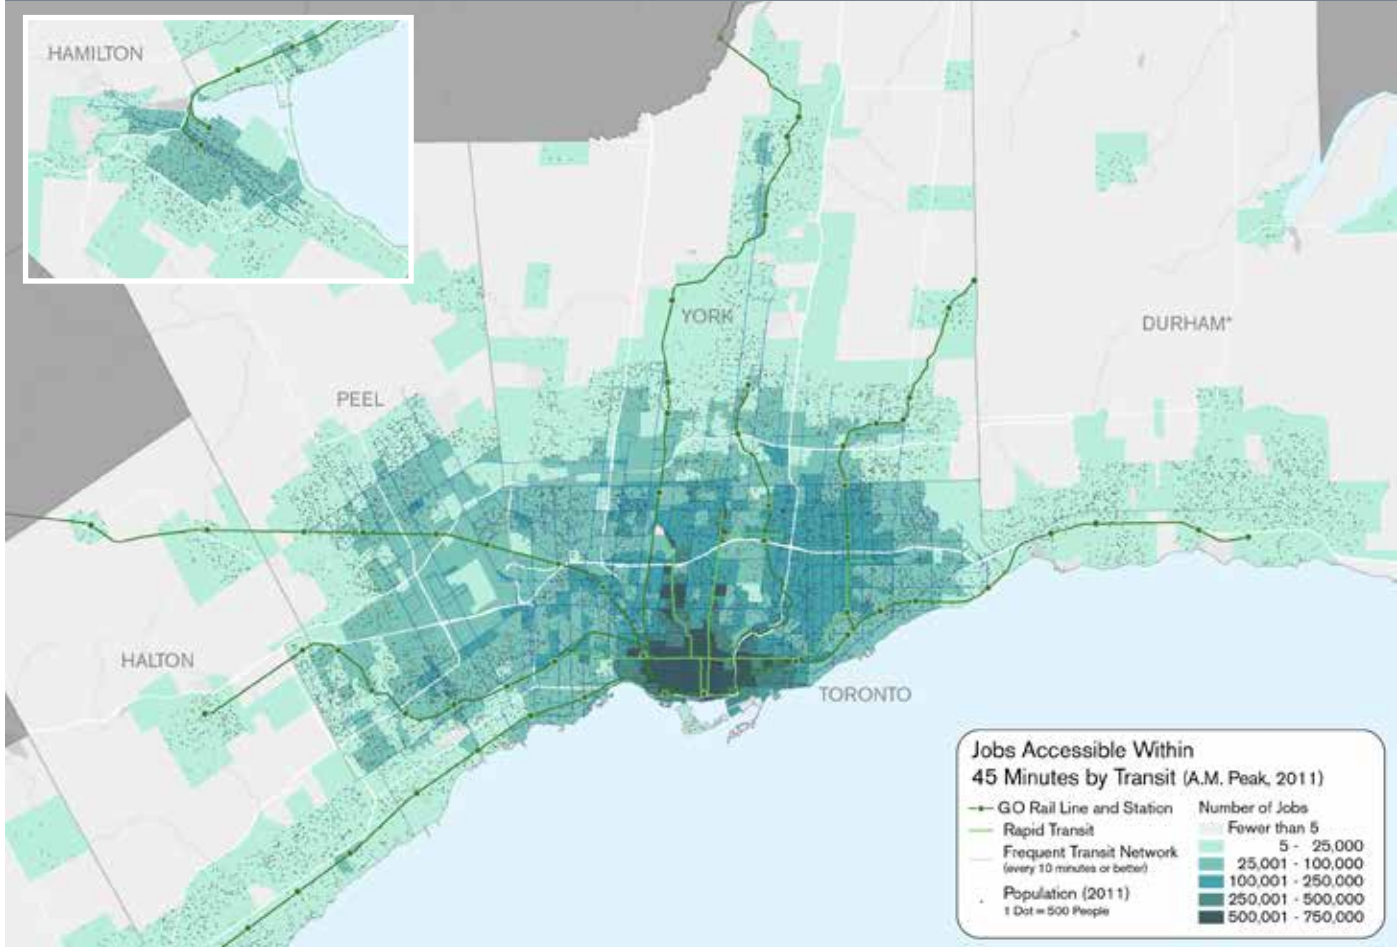 HAMILTON
YORK
DURHAM*
PEEL
HALTON
TORONTO
Jobs Accessible Within
45 Minutes by Transit (A.M. Peak, 2011)
GO Rail Line and Station
Rapid Transit
Frequent Transit Network
(every 10 minutes or better)
Population (2011)
1 Dot = 500 People
Number of Jobs
Fewer than 5
5 - 25,000
25,001 - 100,000
100,001 - 250,000
250,001 - 500,000
500,001 - 750,000